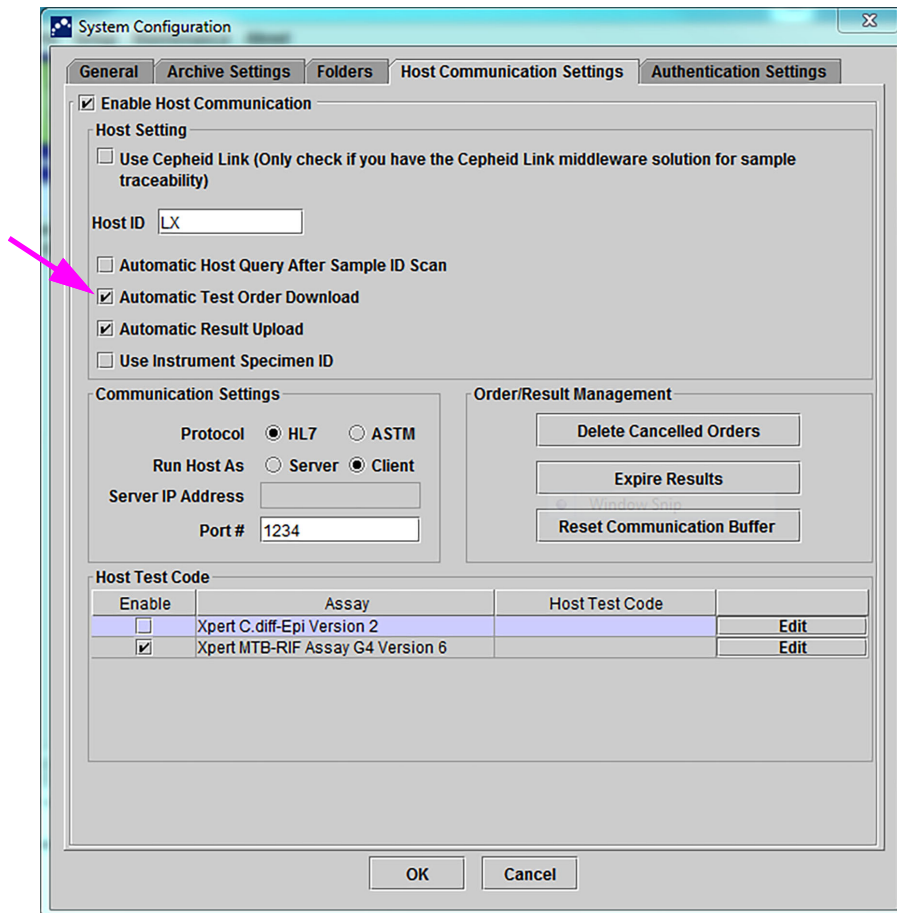 System Configuration
General Archive Settings Folders Host Communication Settings Authentication Settings
Enable Host Communication
Host Setting
Use Cepheid Link (Only check if you have the Cepheid Link middleware solution for sample
traceability)
Host ID LX
Automatic Host Query After Sample ID Scan
Automatic Test Order Download
Automatic Result Upload
Use Instrument Specimen ID
Communication Settings
Protocol HL7 ASTM
Run Host As Server Client
Server IP Address
Port # 1234
Order/Result Management
Delete Cancelled Orders
Expire Results
Window Snip
Reset Communication Buffer
Host Test Code
Enable Assay Host Test Code
Xpert C.diff-Epi Version 2 Edit
Xpert MTB-RIF Assay G4 Version 6 Edit
OK Cancel